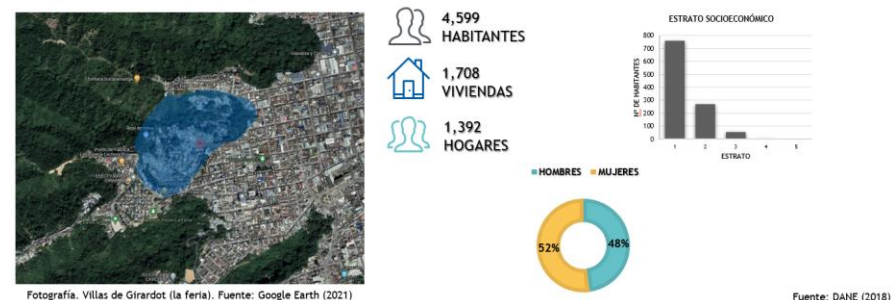 4,599
HABITANTES
1,708
VIVIENDAS
1,392
HOGARES
ESTRATO SOCIOECONÓMICO
Nº DE HABITANTES
800
700
600
500
400
300
200
100
0
1 2 3 4 5
ESTRATO
HOMBRES MUJERES
52% 48%
Fotografía. Villas de Girardot (la feria). Fuente: Google Earth (2021)
Fuente: DANE (2018)